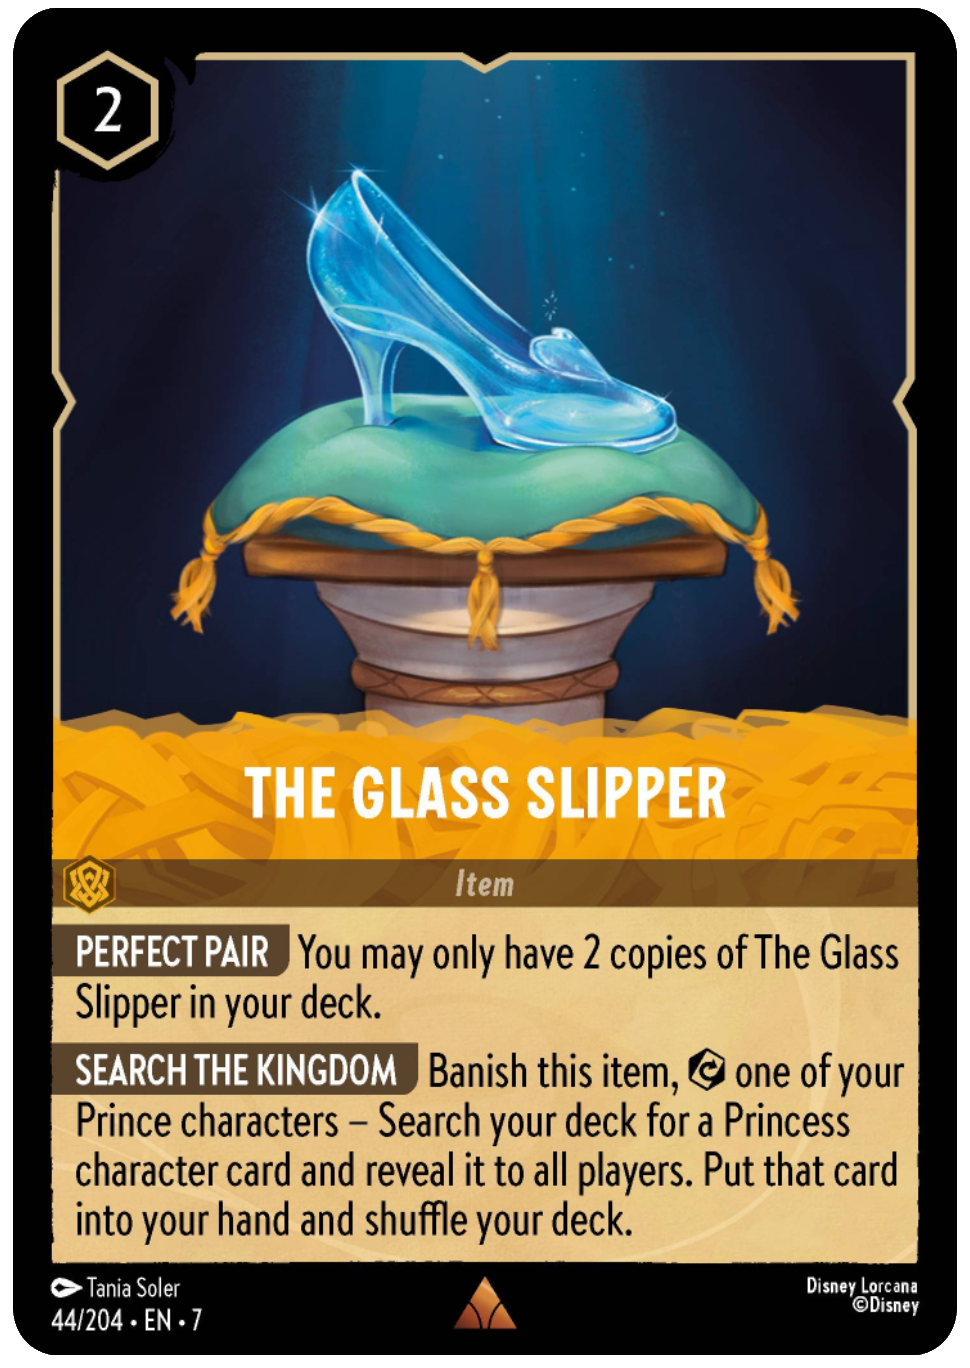 2
THE GLASS SLIPPER
Item
PERFECT PAIR You may only have 2 copies of The Glass
Slipper in your deck.
SEARCH THE KINGDOM Banish this item, one of your
Prince characters – Search your deck for a Princess
character card and reveal it to all players. Put that card
into your hand and shuffle your deck.
Tania Soler
44/204 • EN • 7
Disney Lorcana
©Disney